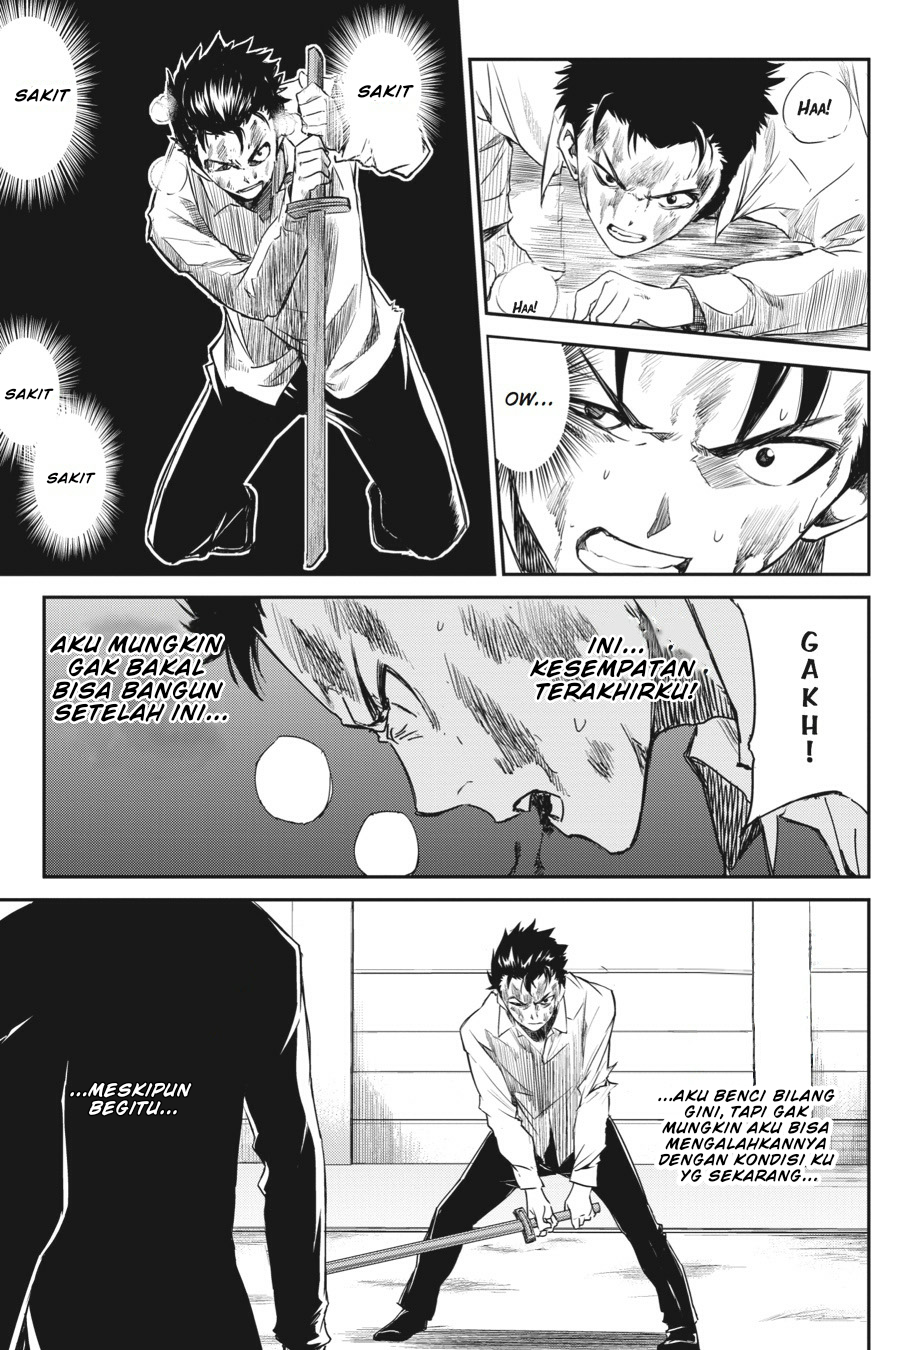 HAA!
HAA!
OW...
SAKIT
SAKIT
SAKIT
SAKIT
GAKH!
INI...
KESEMPATAN
TERAKHIRKU!
AKU MUNGKIN
GAK BAKAL
BISA BANGUN
SETELAH INI...
...AKU BENCI BILANG
GINI, TAPI GAK
MUNGKIN AKU BISA
MENGALAHKANNYA
DENGAN KONDISI KU
YG SEKARANG...
...MESKIPUN
BEGITU...